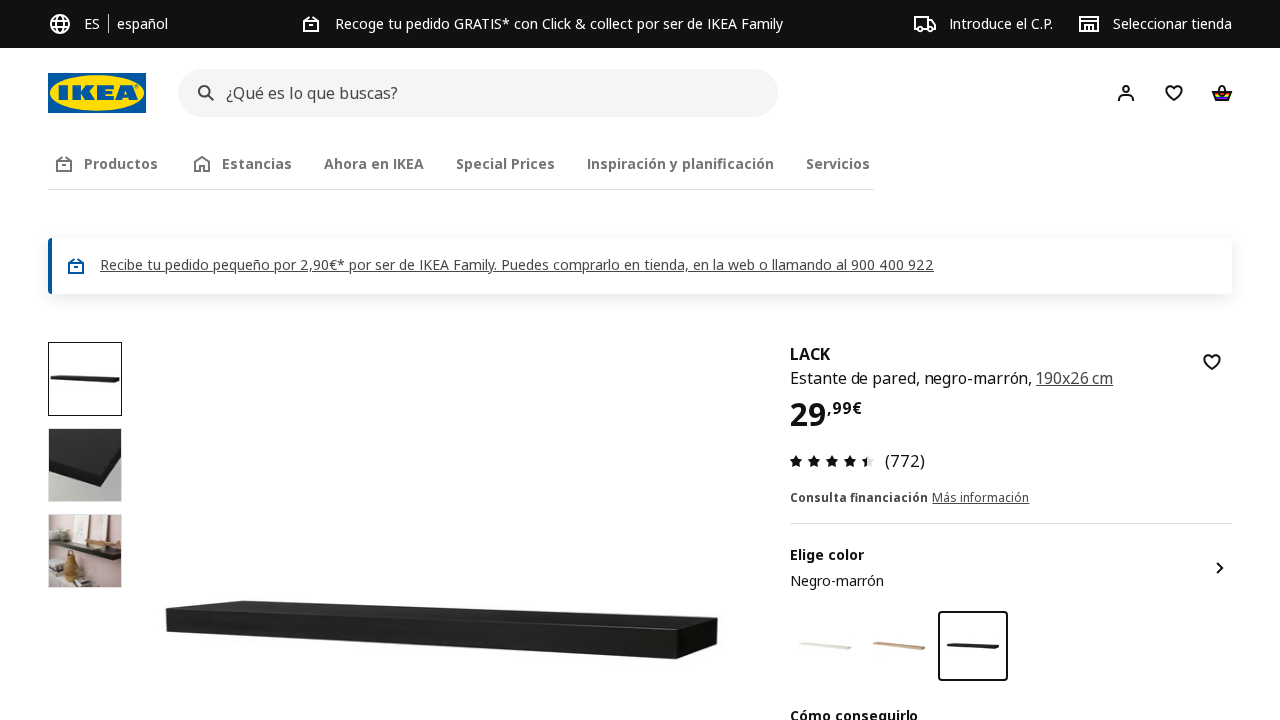 ES | español
Recoge tu pedido GRATIS* con Click & collect por ser de IKEA Family
Introduce el C.P.
Seleccionar tienda
IKEA
¿Qué es lo que buscas?
Productos
Estancias
Ahora en IKEA
Special Prices
Inspiración y planificación
Servicios
Recibe tu pedido pequeño por 2,90€* por ser de IKEA Family. Puedes comprarlo en tienda, en la web o llamando al 900 400 922
LACK
Estante de pared, negro-marrón, 190x26 cm
29,99€
(772)
Consulta financiación Más información
Elige color
Negro-marrón
Cómo conseguirlo